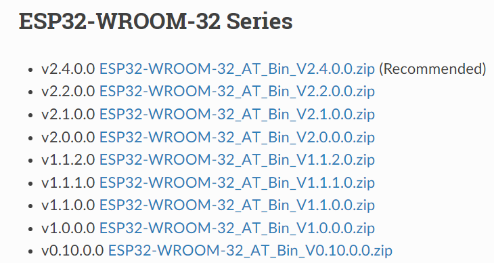 ESP32-WROOM-32 Series
• v2.4.0.0 ESP32-WROOM-32_AT_Bin_V2.4.0.0.zip (Recommended)
• v2.2.0.0 ESP32-WROOM-32_AT_Bin_V2.2.0.0.zip
• v2.1.0.0 ESP32-WROOM-32_AT_Bin_V2.1.0.0.zip
• v2.0.0.0 ESP32-WROOM-32_AT_Bin_V2.0.0.0.zip
• v1.1.2.0 ESP32-WROOM-32_AT_Bin_V1.1.2.0.zip
• v1.1.1.0 ESP32-WROOM-32_AT_Bin_V1.1.1.0.zip
• v1.1.0.0 ESP32-WROOM-32_AT_Bin_V1.1.0.0.zip
• v1.0.0.0 ESP32-WROOM-32_AT_Bin_V1.0.0.0.zip
• v0.10.0.0 ESP32-WROOM-32_AT_Bin_V0.10.0.0.zip